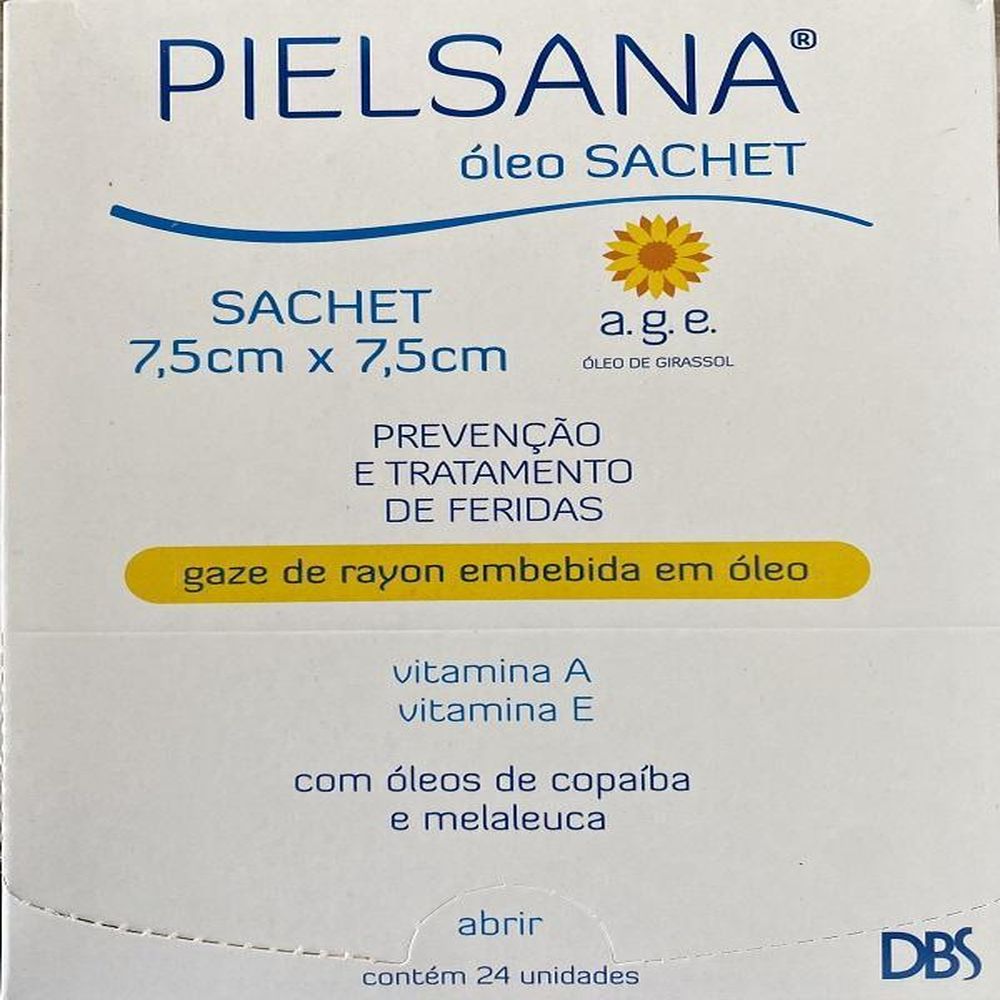 PIELSANA®
óleo SACHET
SACHET
7,5cm x 7,5cm
a.g.e.
ÓLEO DE GIRASSOL
PREVENÇÃO
E TRATAMENTO
DE FERIDAS
gaze de rayon embebida em óleo
vitamina A
vitamina E
com óleos de copaíba
e melaleuca
abrir
contém 24 unidades
DBS